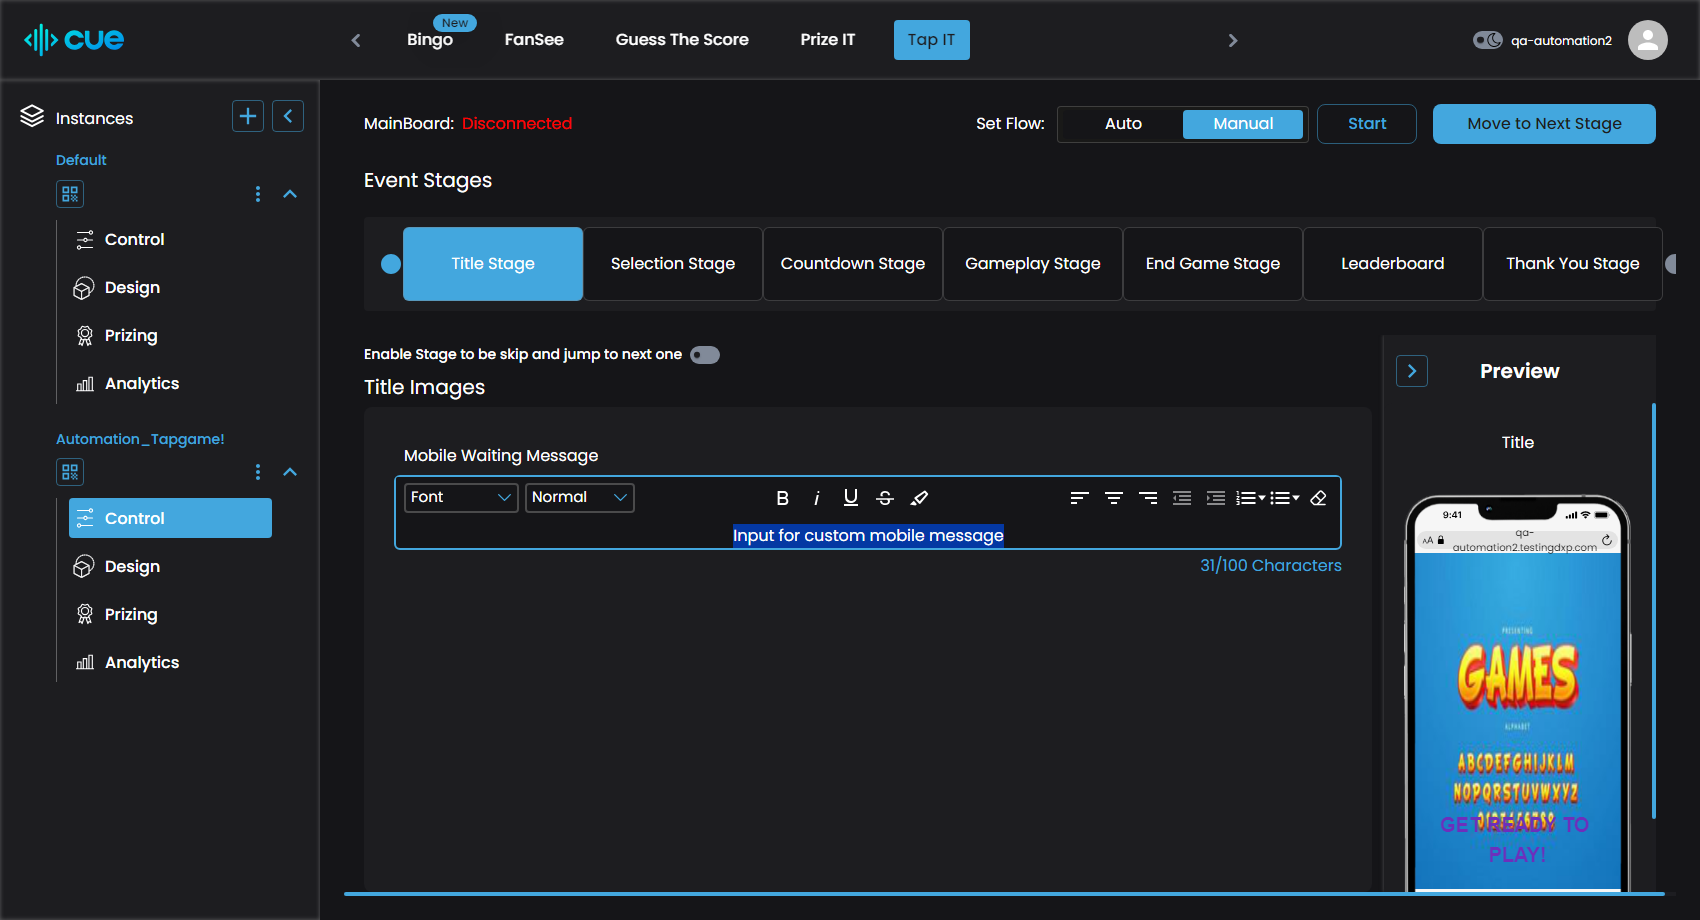 cue
New
Bingo
FanSee
Guess The Score
Prize IT
Tap IT
qa-automation2
Instances
Default
Control
Design
Prizing
Analytics
Automation_Tapgame!
Control
Design
Prizing
Analytics
MainBoard: Disconnected
Set Flow:
Auto
Manual
Start
Move to Next Stage
Event Stages
Title Stage
Selection Stage
Countdown Stage
Gameplay Stage
End Game Stage
Leaderboard
Thank You Stage
Enable Stage to be skip and jump to next one
Title Images
Mobile Waiting Message
Font
Normal
B i U S
Input for custom mobile message
31/100 Characters
Preview
Title
9:41
AA
qa-
automation2.testingdxp.com
PRESENTING
GAMES
ALPHABET
ABCDEFGHIJKLM
NOPQRSTUVWXYZ
GET READY TO
PLAY!